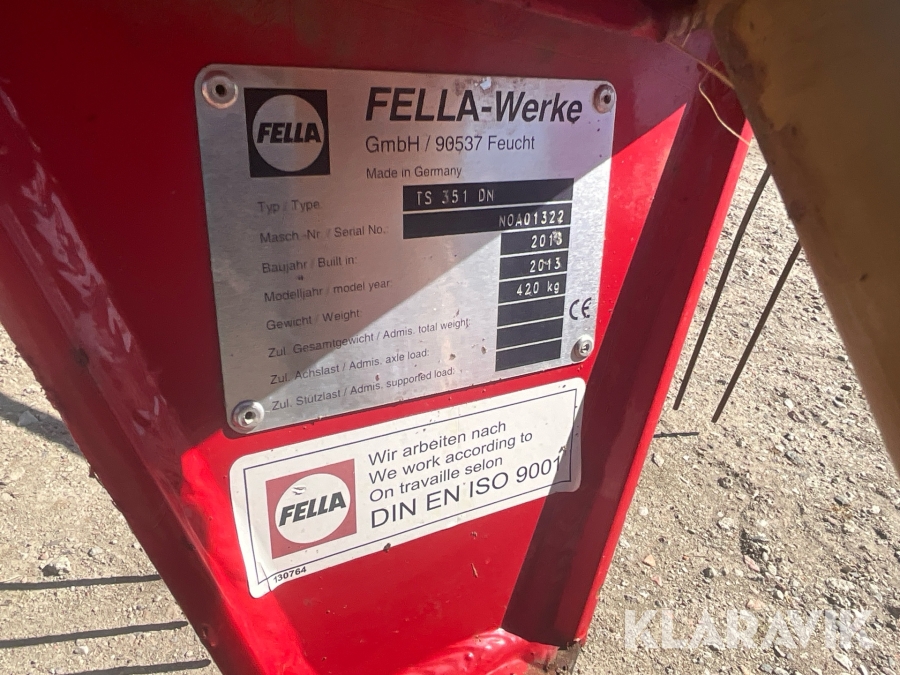 FELLA
FELLA-Werke
GmbH / 90537 Feucht
Made in Germany
Typ / Type TS 351 DN
Masch.-Nr. / Serial No.: NOA01322
Baujahr / Built in: 2013
Modelljahr / model year: 2013
Gewicht / Weight: 420 kg
Zul. Gesamtgewicht / Admis. total weight:
Zul. Achslast / Admis. axle load:
Zul. Stützlast / Admis. supported load:
CE
FELLA
Wir arbeiten nach
We work according to
On travaille selon
DIN EN ISO 9001
130764
KLARAVIK